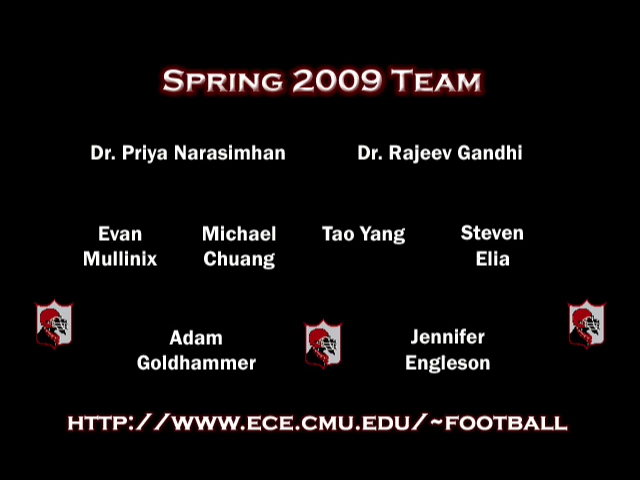 SPRING 2009 TEAM
Dr. Priya Narasimhan
Dr. Rajeev Gandhi
Evan
Mullinix
Michael
Chuang
Tao Yang
Steven
Elia
Adam
Goldhammer
Jennifer
Engleson
HTTP://WWW.ECE.CMU.EDU/~FOOTBALL